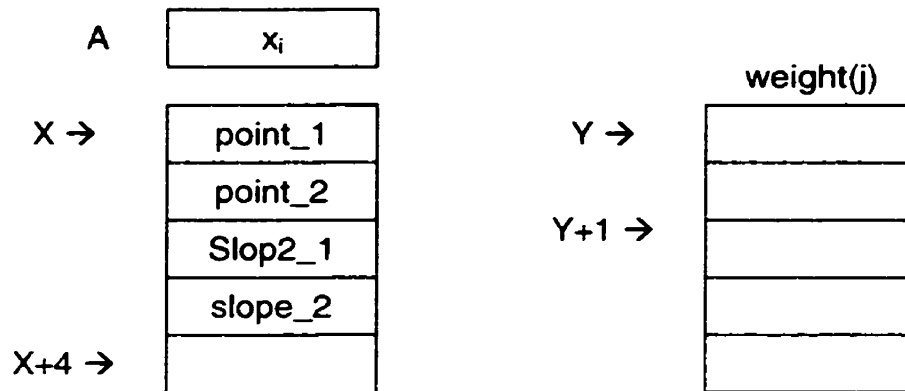 A
xᵢ
weight(j)
X →
point_1
Y →
point_2
Slop2_1
Y+1 →
slope_2
X+4 →